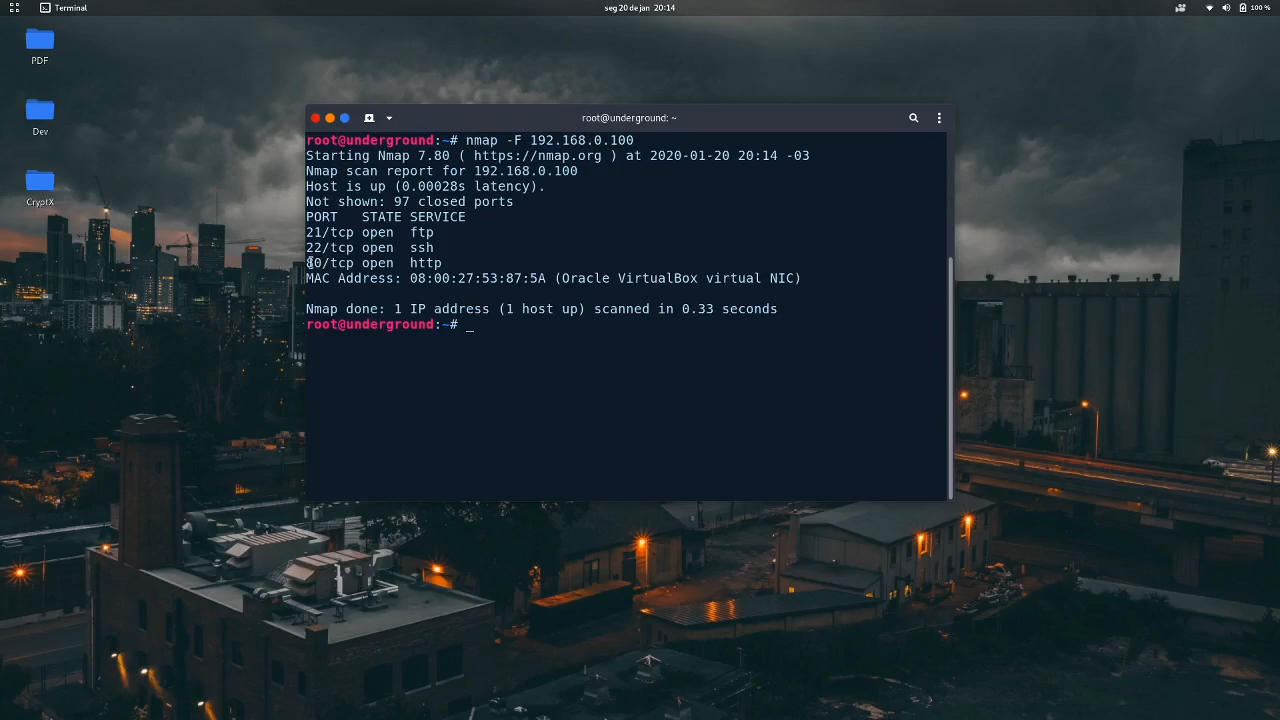 Terminal
seg 20 de jan 20:14
100 %
PDF
Dev
CryptX
root@underground: ~
root@underground:~# nmap -F 192.168.0.100
Starting Nmap 7.80 ( https://nmap.org ) at 2020-01-20 20:14 -03
Nmap scan report for 192.168.0.100
Host is up (0.00028s latency).
Not shown: 97 closed ports
PORT   STATE SERVICE
21/tcp open  ftp
22/tcp open  ssh
80/tcp open  http
MAC Address: 08:00:27:53:87:5A (Oracle VirtualBox virtual NIC)
Nmap done: 1 IP address (1 host up) scanned in 0.33 seconds
root@underground:~# _